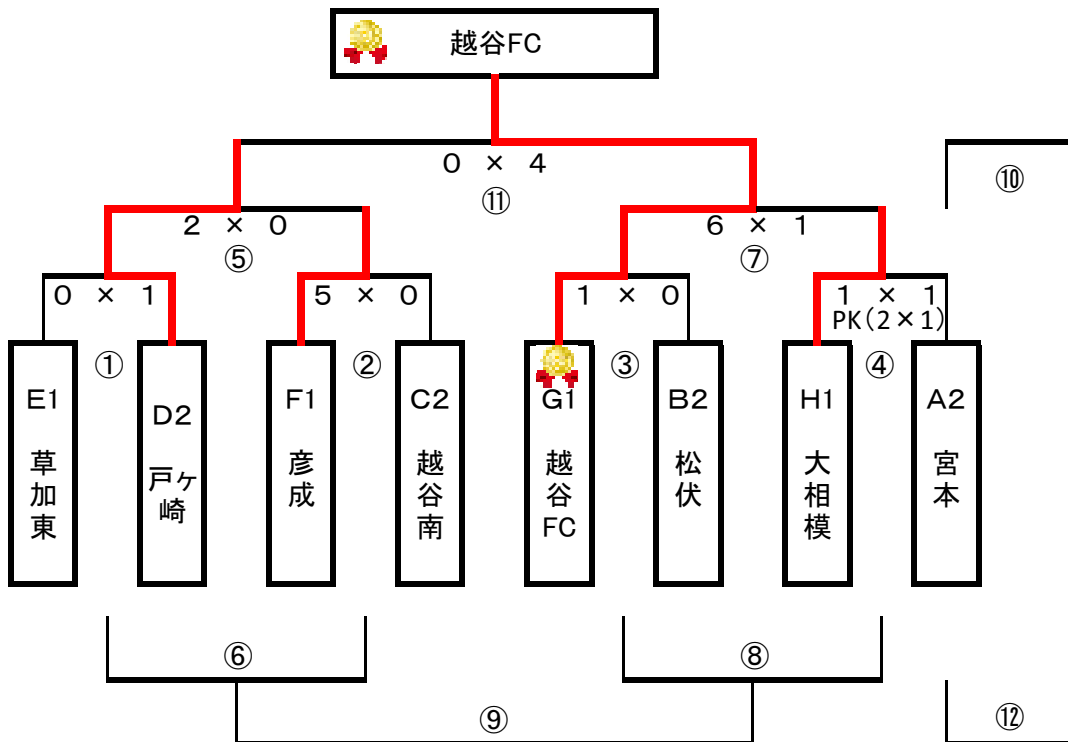 越谷FC
0 × 4
⑪
⑩
2 × 0
⑤
6 × 1
⑦
0 × 1
①
5 × 0
②
1 × 0
③
1 × 1
PK(2×1)
④
E1
草加東
D2
戸ヶ崎
F1
彦成
C2
越谷南
G1
越谷FC
B2
松伏
H1
大相模
A2
宮本
⑥
⑧
⑨
⑫